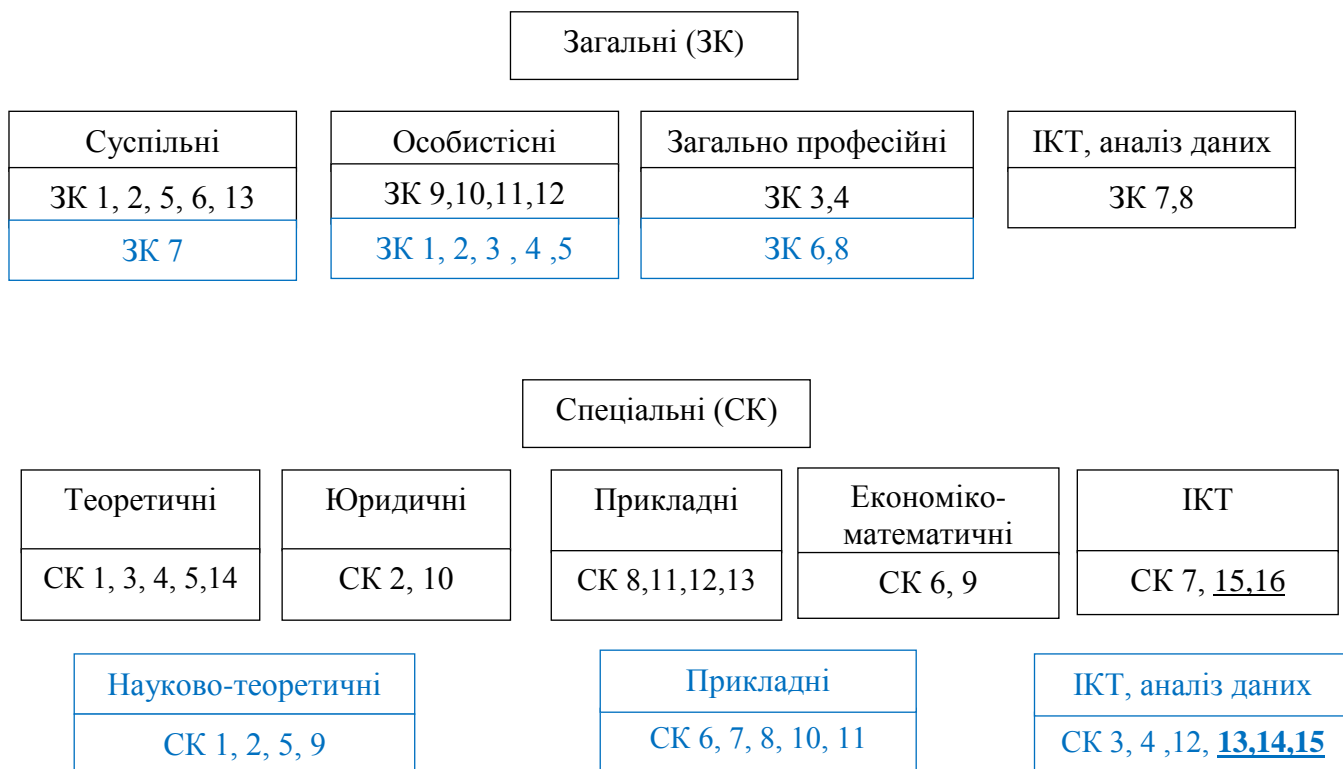 Загальні (ЗК)
Суспільні
ЗК 1, 2, 5, 6, 13
ЗК 7
Особистісні
ЗК 9,10,11,12
ЗК 1, 2, 3 , 4 ,5
Загально професійні
ЗК 3,4
ЗК 6,8
ІКТ, аналіз даних
ЗК 7,8
Спеціальні (СК)
Теоретичні
СК 1, 3, 4, 5,14
Юридичні
СК 2, 10
Прикладні
СК 8,11,12,13
Економіко-
математичні
СК 6, 9
ІКТ
СК 7, 15,16
Науково-теоретичні
СК 1, 2, 5, 9
Прикладні
СК 6, 7, 8, 10, 11
ІКТ, аналіз даних
СК 3, 4 ,12, 13,14,15